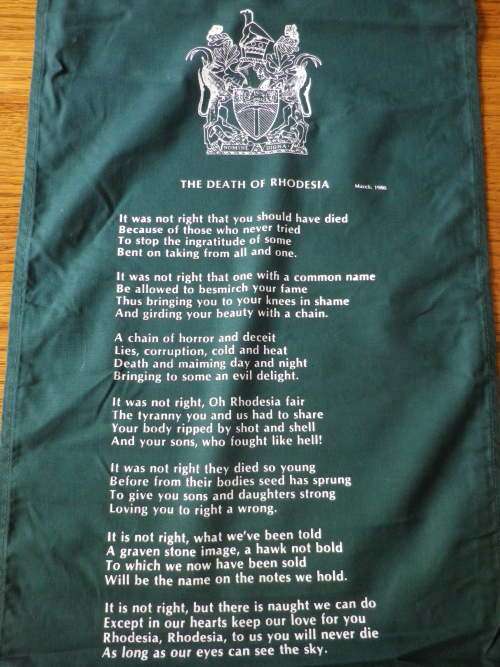 SIT NOMINE DIGNA
THE DEATH OF RHODESIA March, 1980
It was not right that you should have died
Because of those who never tried
To stop the ingratitude of some
Bent on taking from all and one.
It was not right that one with a common name
Be allowed to besmirch your fame
Thus bringing you to your knees in shame
And girding your beauty with a chain.
A chain of horror and deceit
Lies, corruption, cold and heat
Death and maiming day and night
Bringing to some an evil delight.
It was not right, Oh Rhodesia fair
The tyranny you and us had to share
Your body ripped by shot and shell
And your sons, who fought like hell!
It was not right they died so young
Before from their bodies seed has sprung
To give you sons and daughters strong
Loving you to right a wrong.
It is not right, what we've been told
A graven stone image, a hawk not bold
To which we now have been sold
Will be the name on the notes we hold.
It is not right, but there is naught we can do
Except in our hearts keep our love for you
Rhodesia, Rhodesia, to us you will never die
As long as our eyes can see the sky.